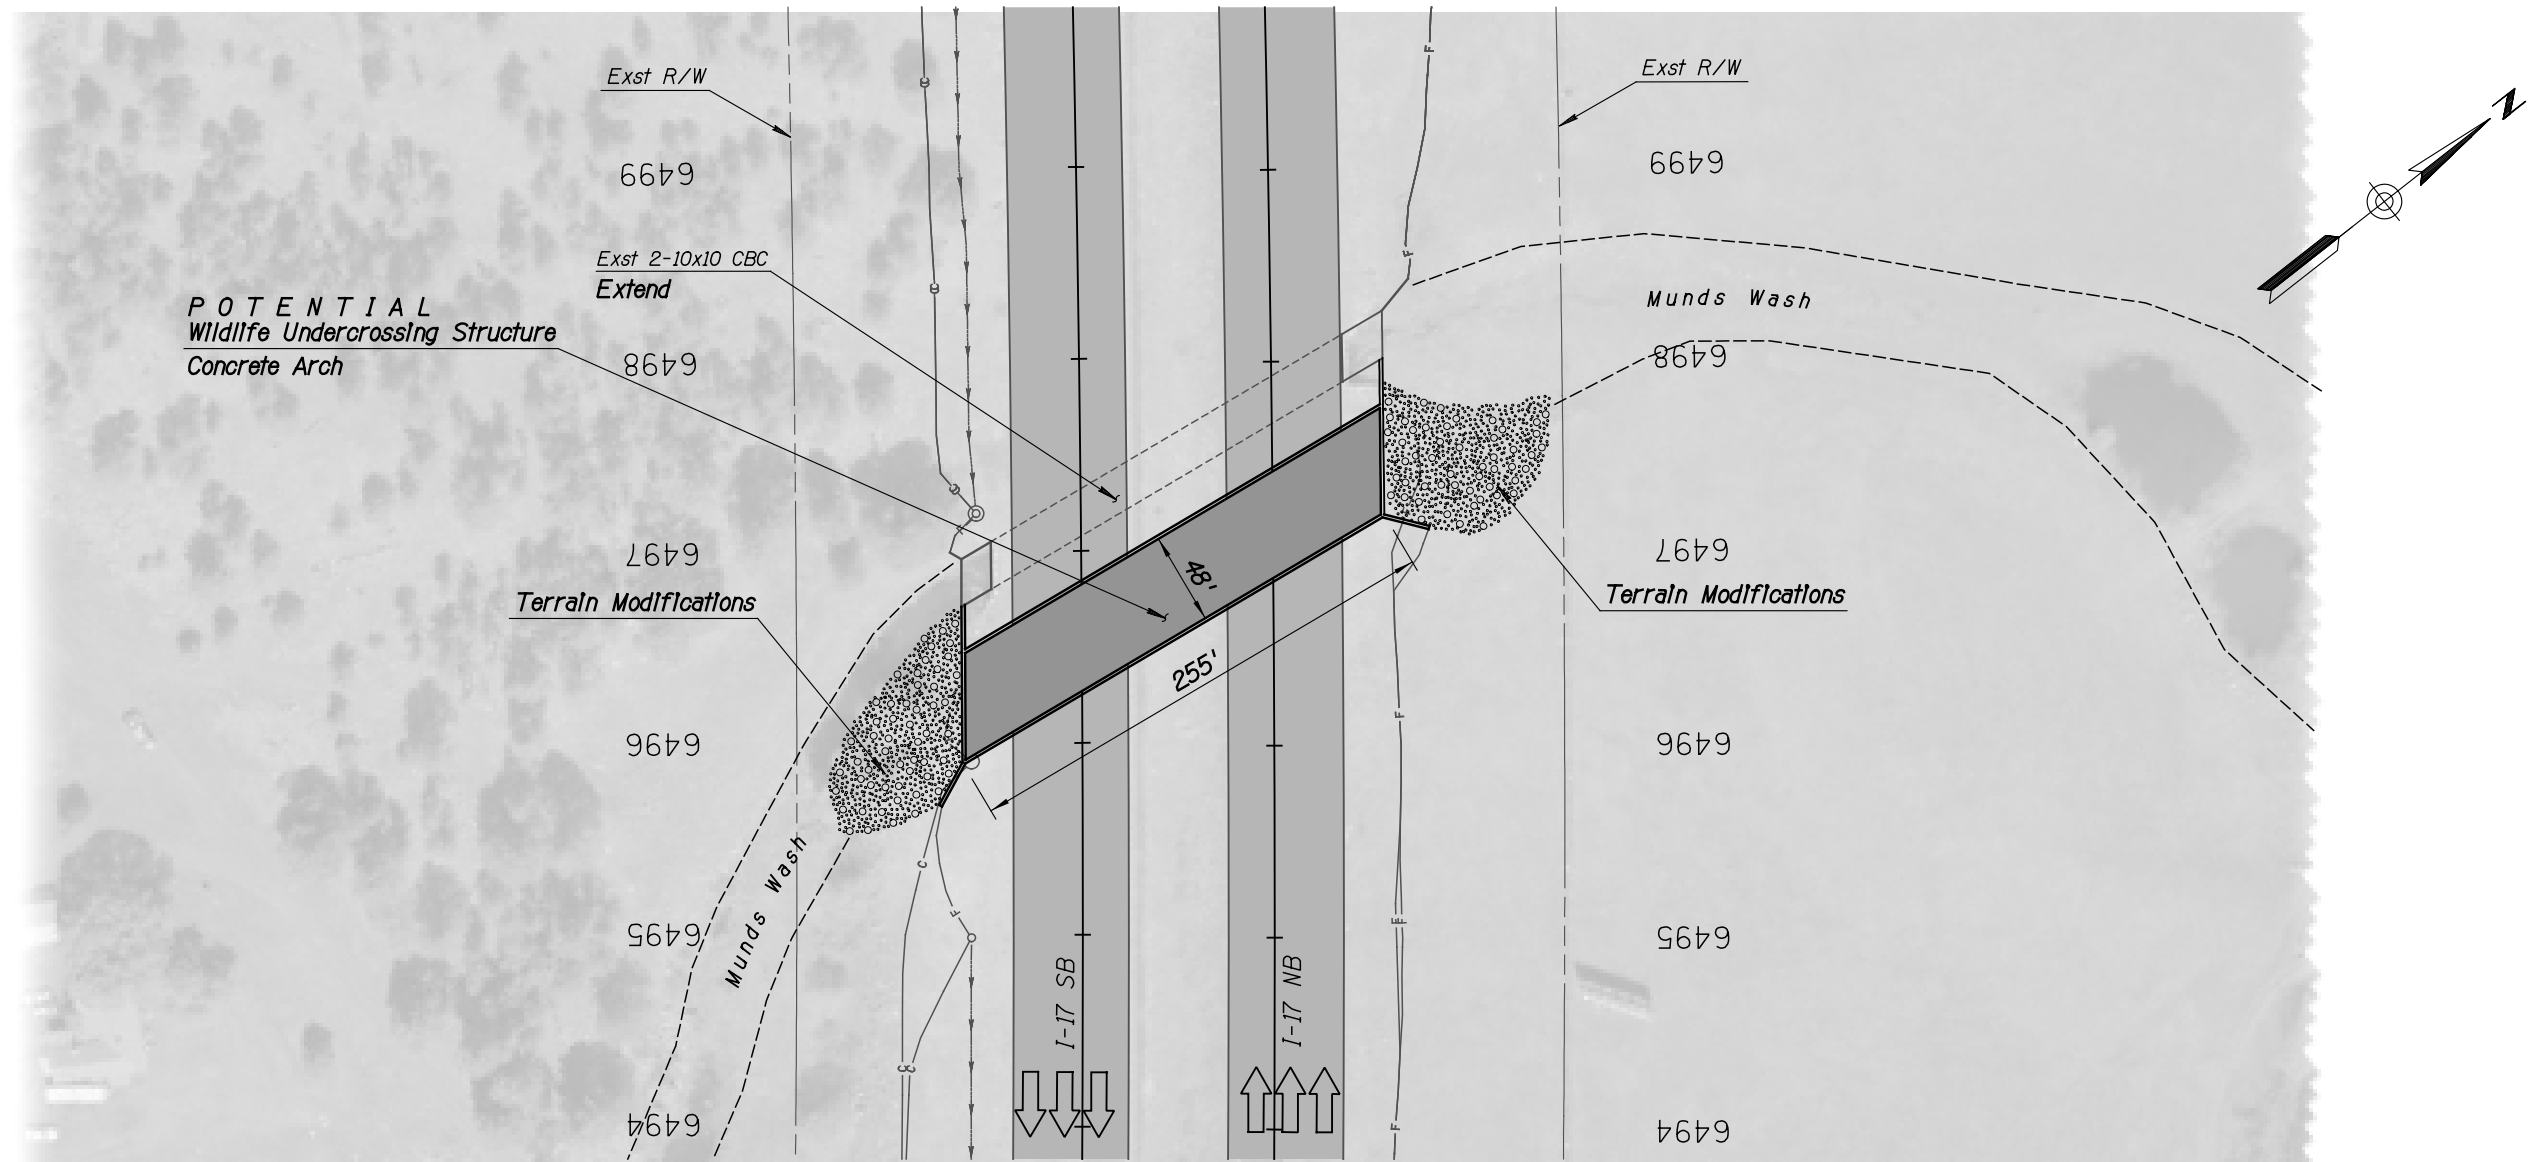 Exst R/W
Exst R/W
N
6499
6499
Exst 2-10x10 CBC
Extend
POTENTIAL
Wildlife Undercrossing Structure
Concrete Arch
Munds Wash
6498
6498
6497
6497
48'
Terrain Modifications
Terrain Modifications
255'
6496
6496
Munds Wash
6495
6495
I-17 SB
I-17 NB
6494
6494
F
F
F
F
F
F
F
C
C
C